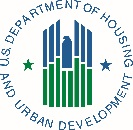 U.S. DEPARTMENT OF HOUSING
AND URBAN DEVELOPMENT